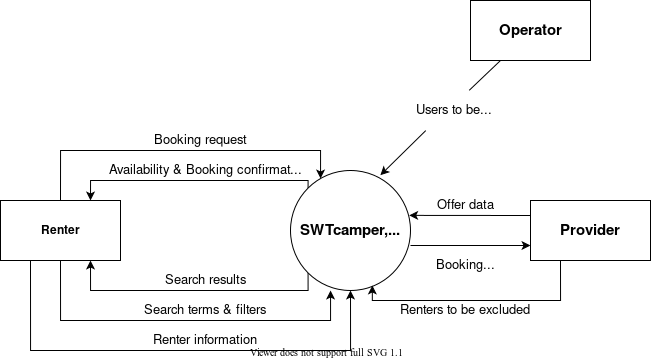 Operator
Users to be...
Booking request
Availability & Booking confirmat...
Renter
SWTcamper,...
Offer data
Provider
Booking...
Search results
Search terms & filters
Renters to be excluded
Renter information
Viewer does not support full SVG 1.1